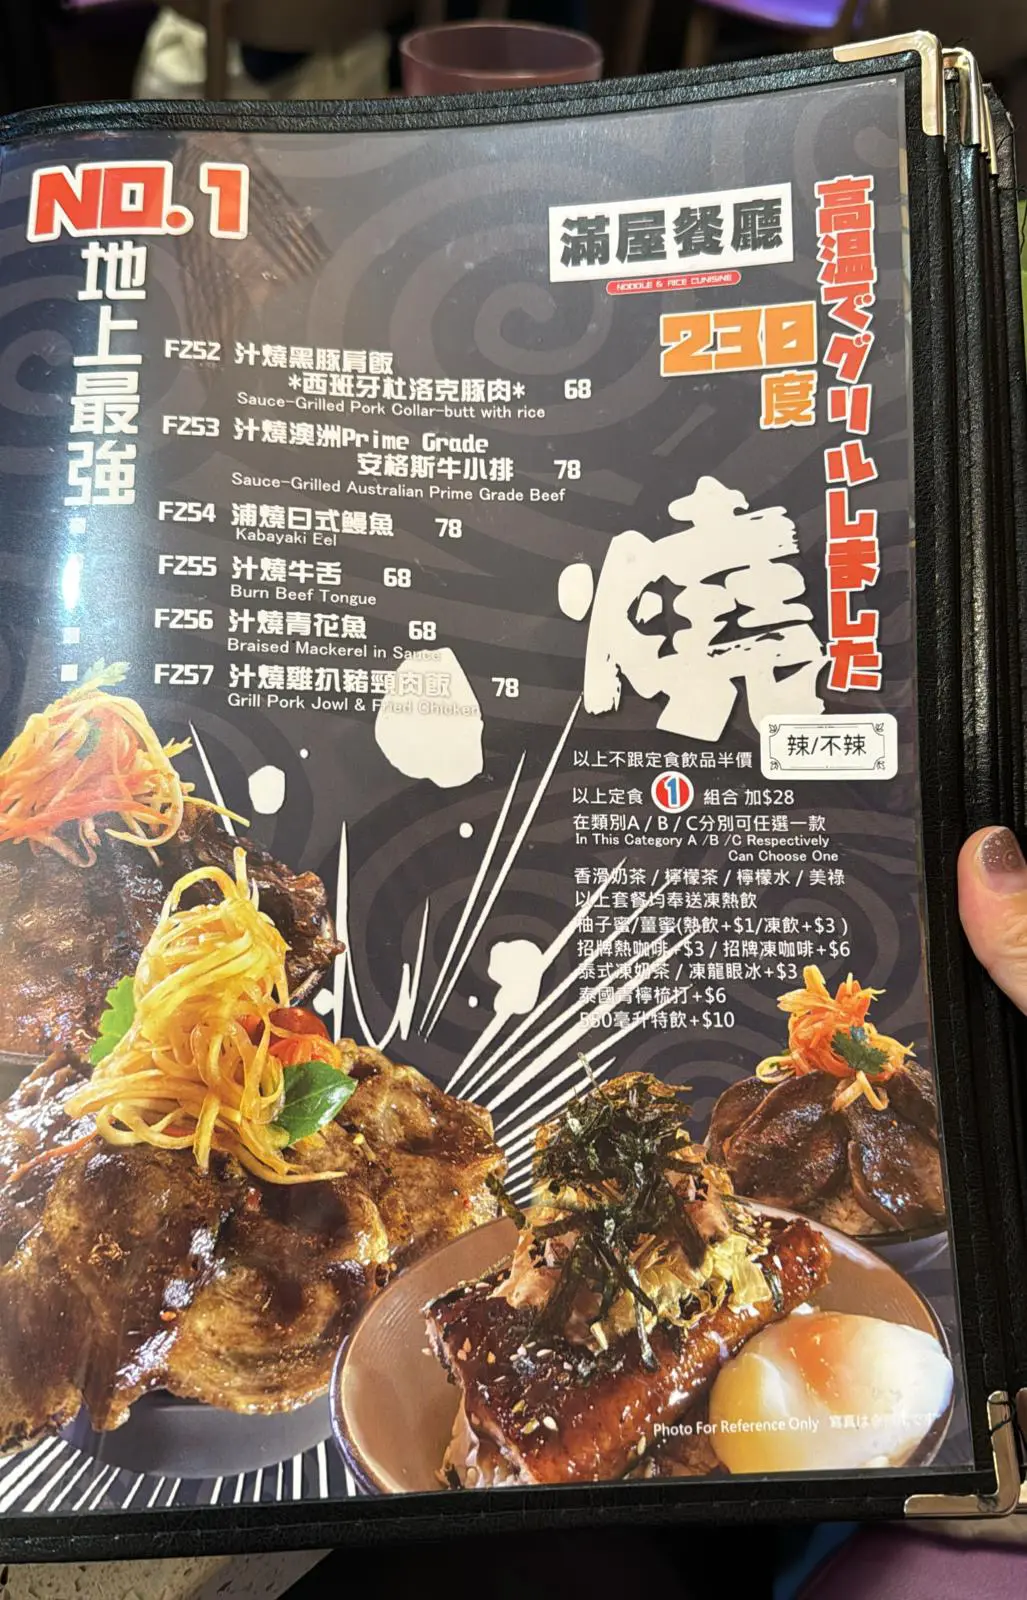 NO.1
地上最強
滿屋餐廳
NOODLE & RICE CUISINE
高温でグリルしました
230
度
FZ52 汁燒黑豚肩飯
*西班牙杜洛克豚肉* 68
Sauce-Grilled Pork Collar-butt with rice
FZ53 汁燒澳洲Prime Grade
安格斯牛小排 78
Sauce-Grilled Australian Prime Grade Beef
FZ54 浦燒日式鰻魚 78
Kabayaki Eel
FZ55 汁燒牛舌 68
Burn Beef Tongue
FZ56 汁燒青花魚 68
Braised Mackerel in Sauce
FZ57 汁燒雞扒豬頸肉飯 78
Grill Pork Jowl & Fried Chicken
燒
以上不跟定食飲品半價
辣/不辣
以上定食 1 組合 加$28
在類別A / B / C分別可任選一款
In This Category A /B /C Respectively
Can Choose One
香滑奶茶 / 檸檬茶 / 檸檬水 / 美祿
以上套餐均奉送凍熱飲
柚子蜜/薑蜜(熱飲+$1/凍飲+$3 )
招牌熱咖啡+$3 / 招牌凍咖啡+$6
泰式凍奶茶 / 凍龍眼冰+$3
泰國青檸梳打+$6
550毫升特飲+$10
Photo For Reference Only 寫真は